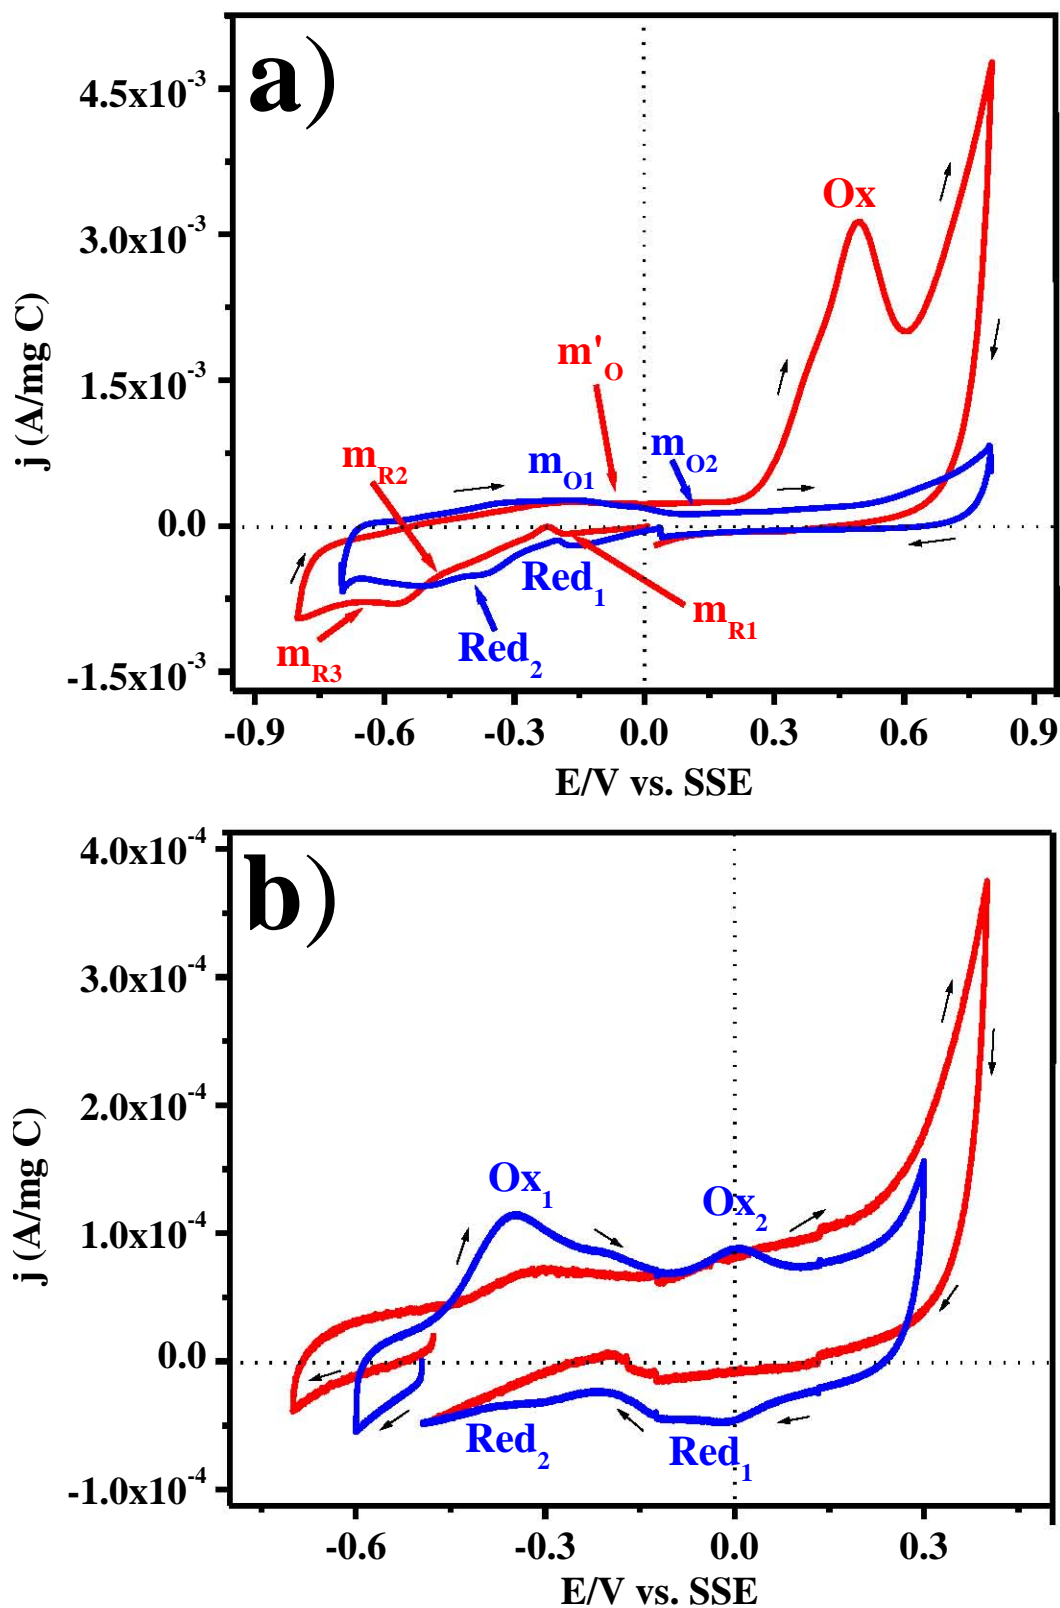 a)
4.5x10⁻³
3.0x10⁻³
1.5x10⁻³
0.0
-1.5x10⁻³
j (A/mg C)
Ox
m'O
mR2
mO1
mO2
Red1
mR1
Red2
mR3
-0.9 -0.6 -0.3 0.0 0.3 0.6 0.9
E/V vs. SSE
b)
4.0x10⁻⁴
3.0x10⁻⁴
2.0x10⁻⁴
1.0x10⁻⁴
0.0
-1.0x10⁻⁴
j (A/mg C)
Ox1
Ox2
Red2
Red1
-0.6 -0.3 0.0 0.3
E/V vs. SSE